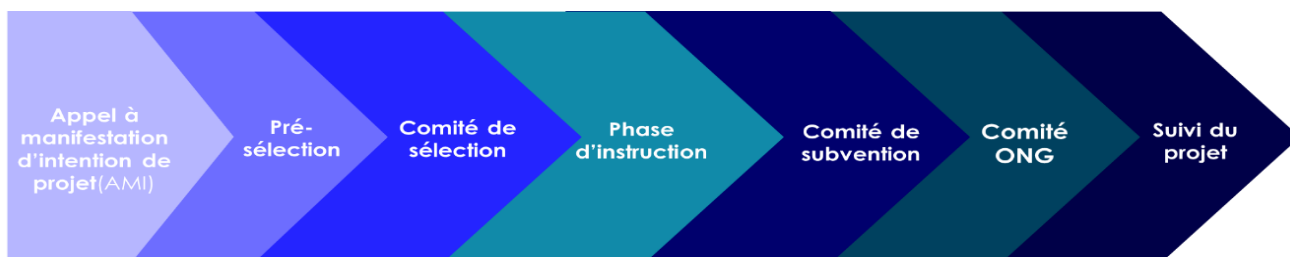 Appel à
manifestation
d'intention de
projet(AMI)
Pré-
sélection
Comité de
sélection
Phase
d'instruction
Comité de
subvention
Comité
ONG
Suivi du
projet